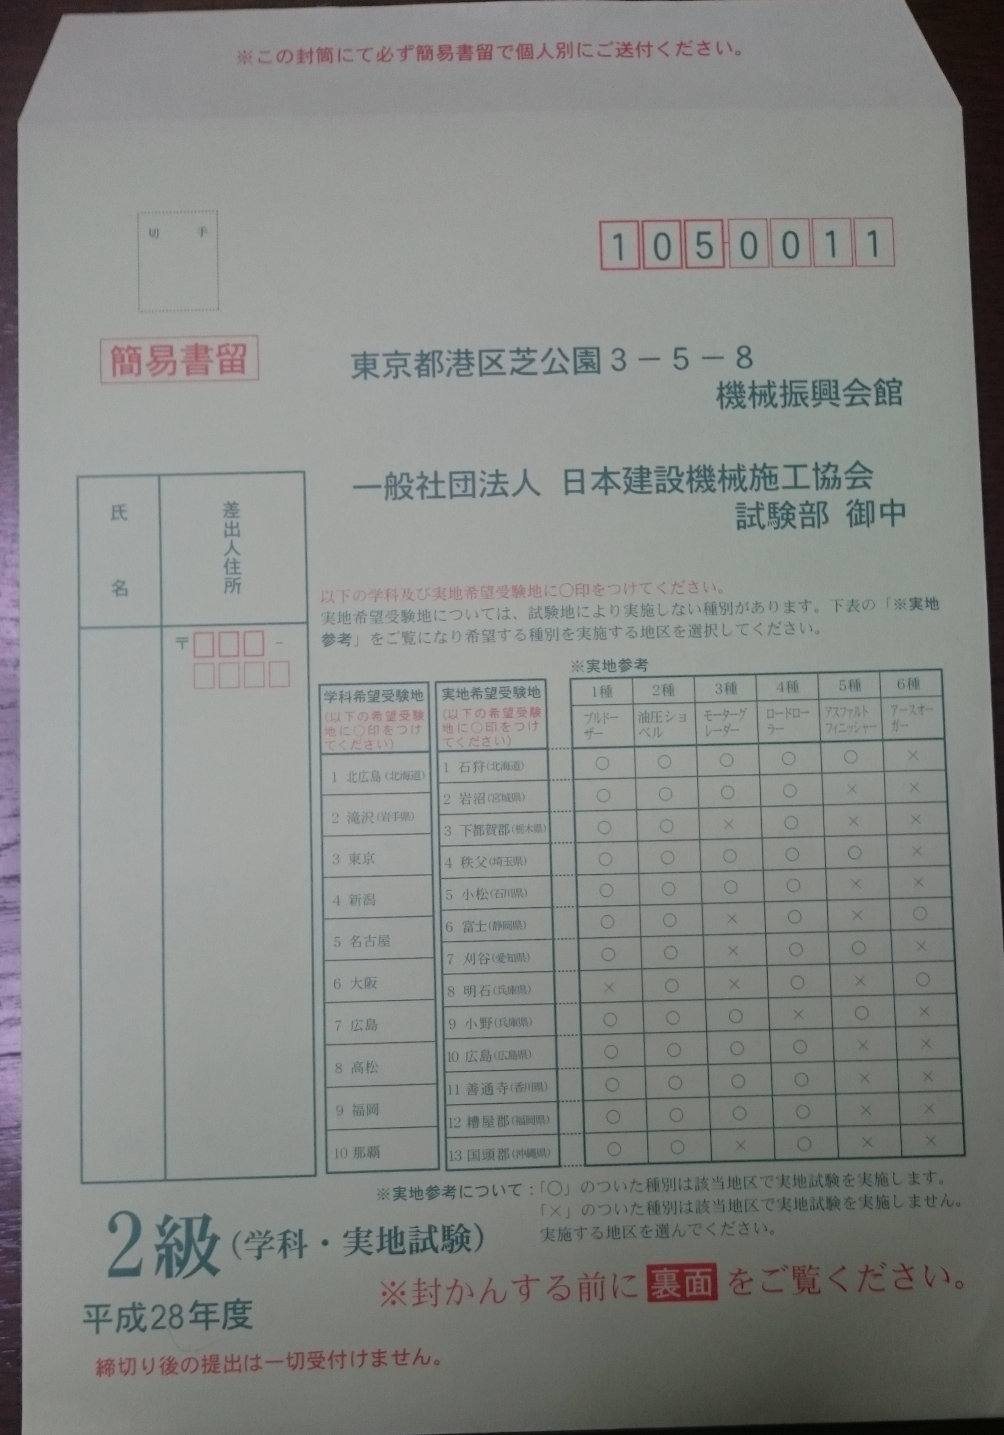 ※この封筒にて必ず簡易書留で個人別にご送付ください。
切 手
1050011
簡易書留
東京都港区芝公園3－5－8
機械振興会館
一般社団法人 日本建設機械施工協会
試験部 御中
氏名
差出人住所
〒 －
以下の学科及び実地希望受験地に○印をつけてください。
実地希望受験地については、試験地により実施しない種別があります。下表の「※実地
参考」をご覧になり希望する種別を実施する地区を選択してください。
※実地参考
学科希望受験地
(以下の希望受験
地に○印をつけ
てください)
1 北広島(北海道)
2 滝沢(岩手県)
3 東京
4 新潟
5 名古屋
6 大阪
7 広島
8 高松
9 福岡
10 那覇
実地希望受験地
(以下の希望受験
地に○印をつけ
てください)
1種 2種 3種 4種 5種 6種
ブルドーザー 油圧ショベル モーターグレーダー ロードローラー アスファルトフィニッシャー アースオーガー
1 石狩(北海道) ○ ○ ○ ○ ○ ×
2 岩沼(宮城県) ○ ○ ○ ○ × ×
3 下都賀郡(栃木県) ○ ○ × ○ × ×
4 秩父(埼玉県) ○ ○ ○ ○ ○ ×
5 小松(石川県) ○ ○ ○ ○ × ×
6 富士(静岡県) ○ ○ × ○ × ○
7 刈谷(愛知県) ○ ○ × ○ ○ ×
8 明石(兵庫県) × ○ × ○ × ○
9 小野(兵庫県) ○ ○ ○ × ○ ×
10 広島(広島県) ○ ○ ○ ○ × ×
11 善通寺(香川県) ○ ○ ○ ○ × ×
12 糟屋郡(福岡県) ○ ○ ○ ○ × ×
13 国頭郡(沖縄県) ○ ○ × ○ × ×
※実地参考について：「○」のついた種別は該当地区で実地試験を実施します。
「×」のついた種別は該当地区で実地試験を実施しません。
実施する地区を選んでください。
2級(学科・実地試験)
※封かんする前に裏面をご覧ください。
平成28年度
締切り後の提出は一切受付けません。